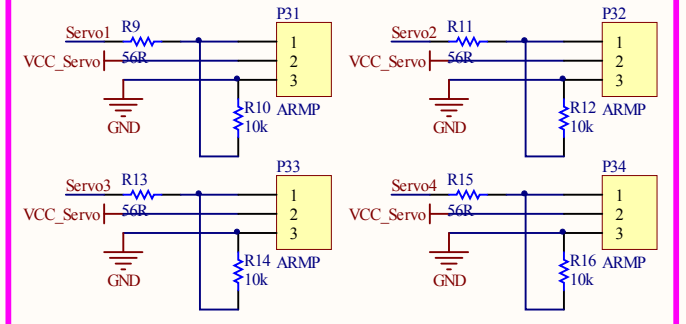 P31
Servo1 R9
1
VCC_Servo 56R 2
3
R10 ARMP
10k
GND
P32
Servo2 R11
1
VCC_Servo 56R 2
3
R12 ARMP
10k
GND
P33
Servo3 R13
1
VCC_Servo 56R 2
3
R14 ARMP
10k
GND
P34
Servo4 R15
1
VCC_Servo 56R 2
3
R16 ARMP
10k
GND